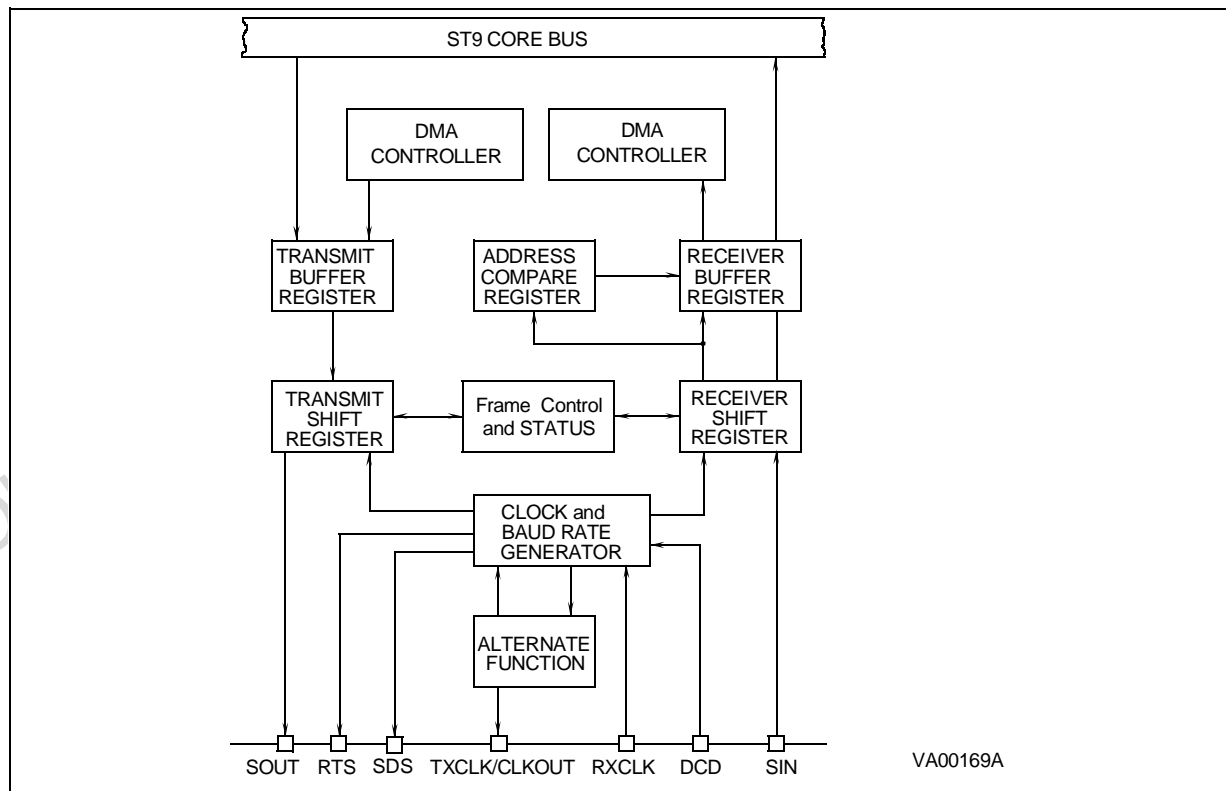 ST9 CORE BUS
DMA
CONTROLLER
DMA
CONTROLLER
TRANSMIT
BUFFER
REGISTER
ADDRESS
COMPARE
REGISTER
RECEIVER
BUFFER
REGISTER
TRANSMIT
SHIFT
REGISTER
Frame Control
and STATUS
RECEIVER
SHIFT
REGISTER
CLOCK and
BAUD RATE
GENERATOR
ALTERNATE
FUNCTION
SOUT RTS SDS TXCLK/CLKOUT RXCLK DCD SIN
VA00169A